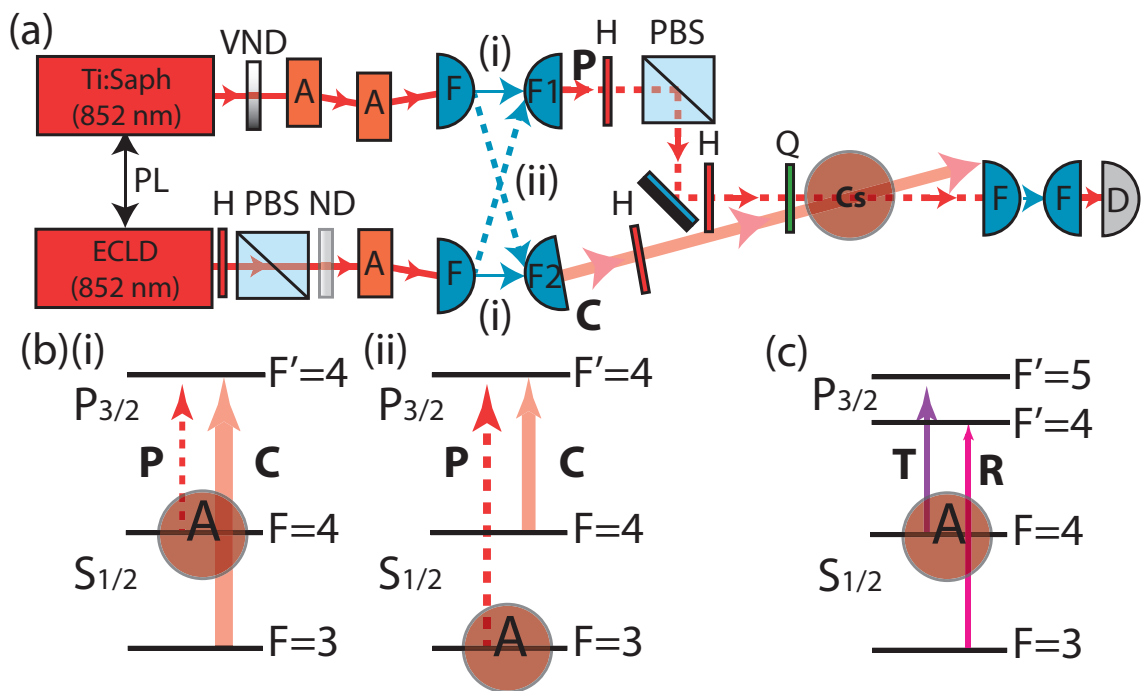 (a)
VND
(i)
H
PBS
Ti:Saph
(852 nm)
A
A
F
F1
P
PL
(ii)
H
Q
H
Cs
F
F
D
H PBS ND
ECLD
(852 nm)
A
F
F2
(i)
C
(b)(i)
F'=4
P3/2
P
C
A
F=4
S1/2
F=3
(ii)
F'=4
P3/2
P
C
F=4
S1/2
A
F=3
(c)
F'=5
P3/2
F'=4
T
R
A
F=4
S1/2
F=3